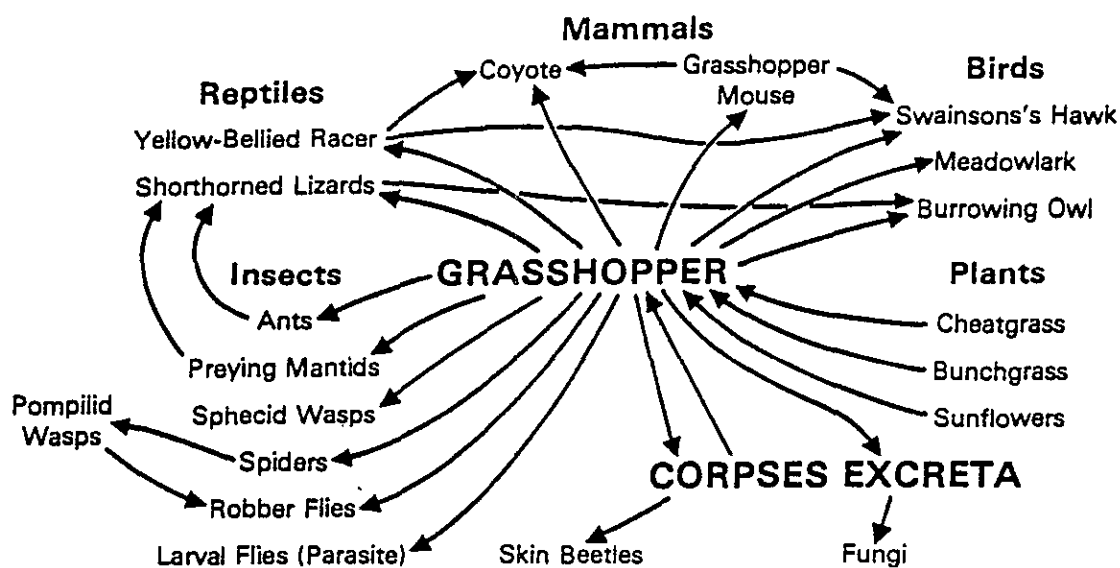 Mammals
Coyote
Grasshopper
Mouse
Birds
Swainsons's Hawk
Meadowlark
Burrowing Owl
Reptiles
Yellow-Bellied Racer
Shorthorned Lizards
GRASSHOPPER
Insects
Ants
Preying Mantids
Sphecid Wasps
Pompilid
Wasps
Spiders
Robber Flies
Larval Flies (Parasite)
Plants
Cheatgrass
Bunchgrass
Sunflowers
CORPSES EXCRETA
Skin Beetles
Fungi